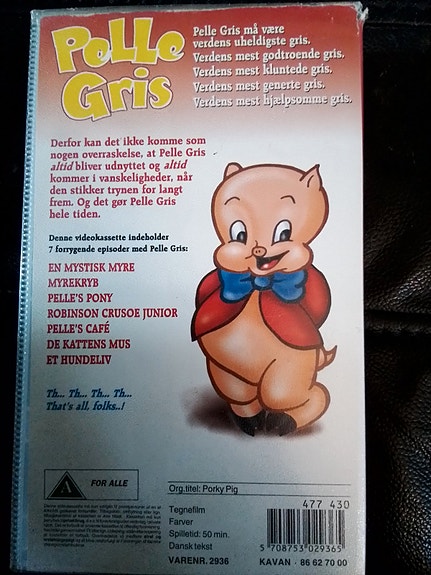 Pelle
Gris
Pelle Gris må være
verdens uheldigste gris.
Verdens mest godtroende gris.
Verdens mest kluntede gris.
Verdens mest generte gris.
Verdens mest hjælpsomme gris.
Derfor kan det ikke komme som
nogen overraskelse, at Pelle Gris
altid bliver udnyttet og altid
kommer i vanskeligheder, når
den stikker trynen for langt
frem. Og det gør Pelle Gris
hele tiden.
Denne videokassette indeholder
7 forrygende episoder med Pelle Gris:
EN MYSTISK MYRE
MYREKRYB
PELLE'S PONY
ROBINSON CRUSOE JUNIOR
PELLE'S CAFÉ
DE KATTENS MUS
ET HUNDELIV
Th... Th... Th... Th...
That's all, folks..!
A FOR ALLE
Org.titel: Porky Pig
Tegnefilm
Farver
Spilletid: 50 min.
Dansk tekst
VARENR. 2936
477 430
5 708753 029365
KAVAN · 86 62 70 00